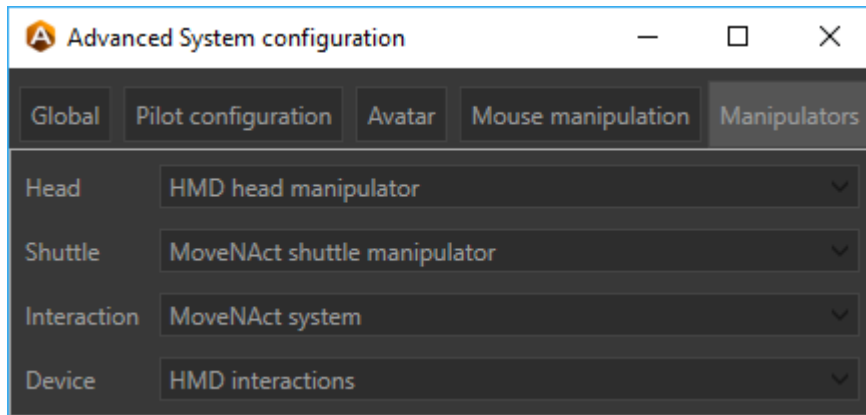 Advanced System configuration
Global Pilot configuration Avatar Mouse manipulation Manipulators
Head HMD head manipulator
Shuttle MoveNAct shuttle manipulator
Interaction MoveNAct system
Device HMD interactions